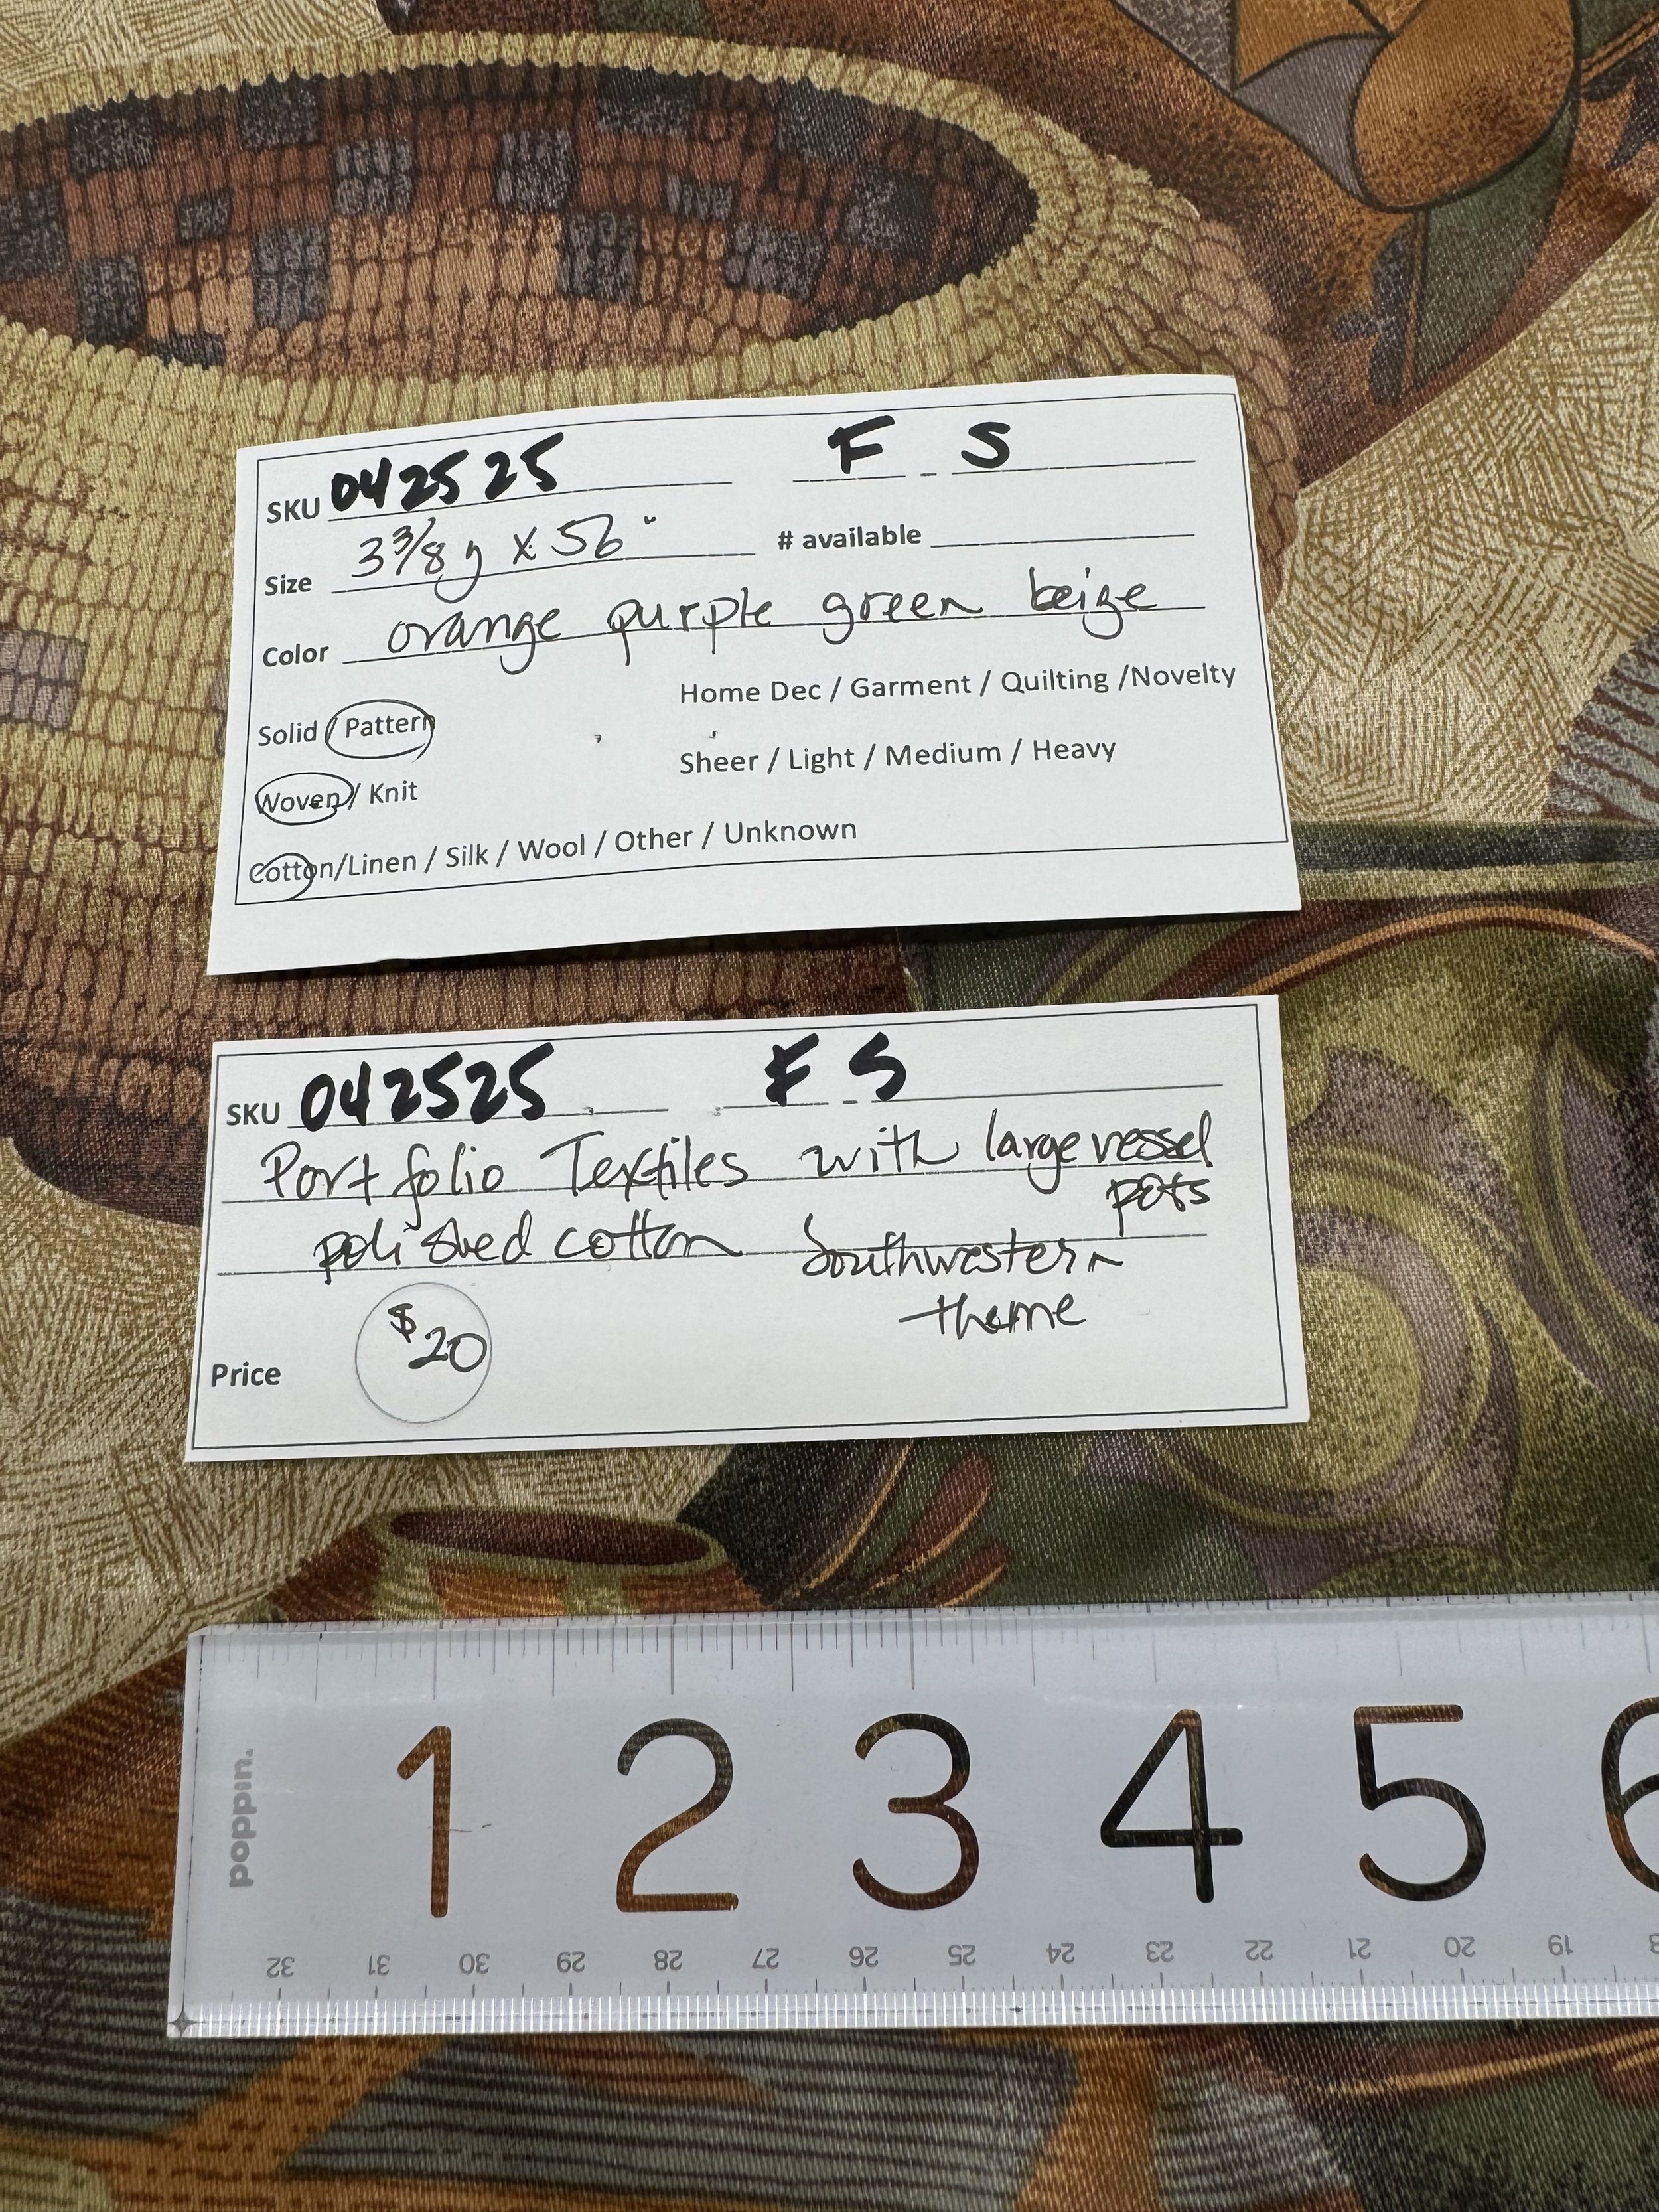 SKU 042525 F - S
Size 3 3/8 y x 56" # available
Color orange purple green beige
Solid / Pattern Home Dec / Garment / Quilting /Novelty
Woven / Knit Sheer / Light / Medium / Heavy
Cotton/Linen / Silk / Wool / Other / Unknown
SKU 042525 F - S
Portfolio Textiles with large vessel
pots
polished cotton Southwestern
theme
Price $20
poppin.
1 2 3 4 5 6
32 31 30 29 28 27 26 25 24 23 22 21 20 19